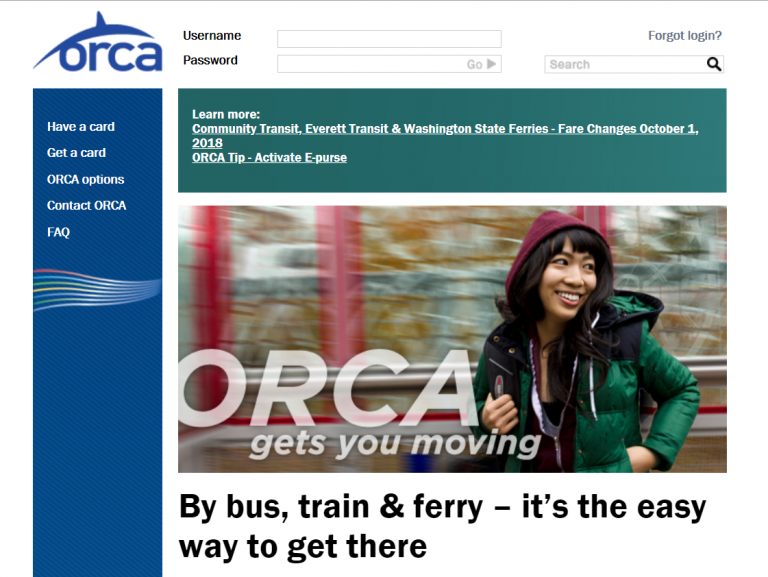 orca
Username
Password
Go
Forgot login?
Search
Have a card
Get a card
ORCA options
Contact ORCA
FAQ
Learn more:
Community Transit, Everett Transit & Washington State Ferries - Fare Changes October 1,
2018
ORCA Tip - Activate E-purse
ORCA
gets you moving
By bus, train & ferry – it’s the easy
way to get there